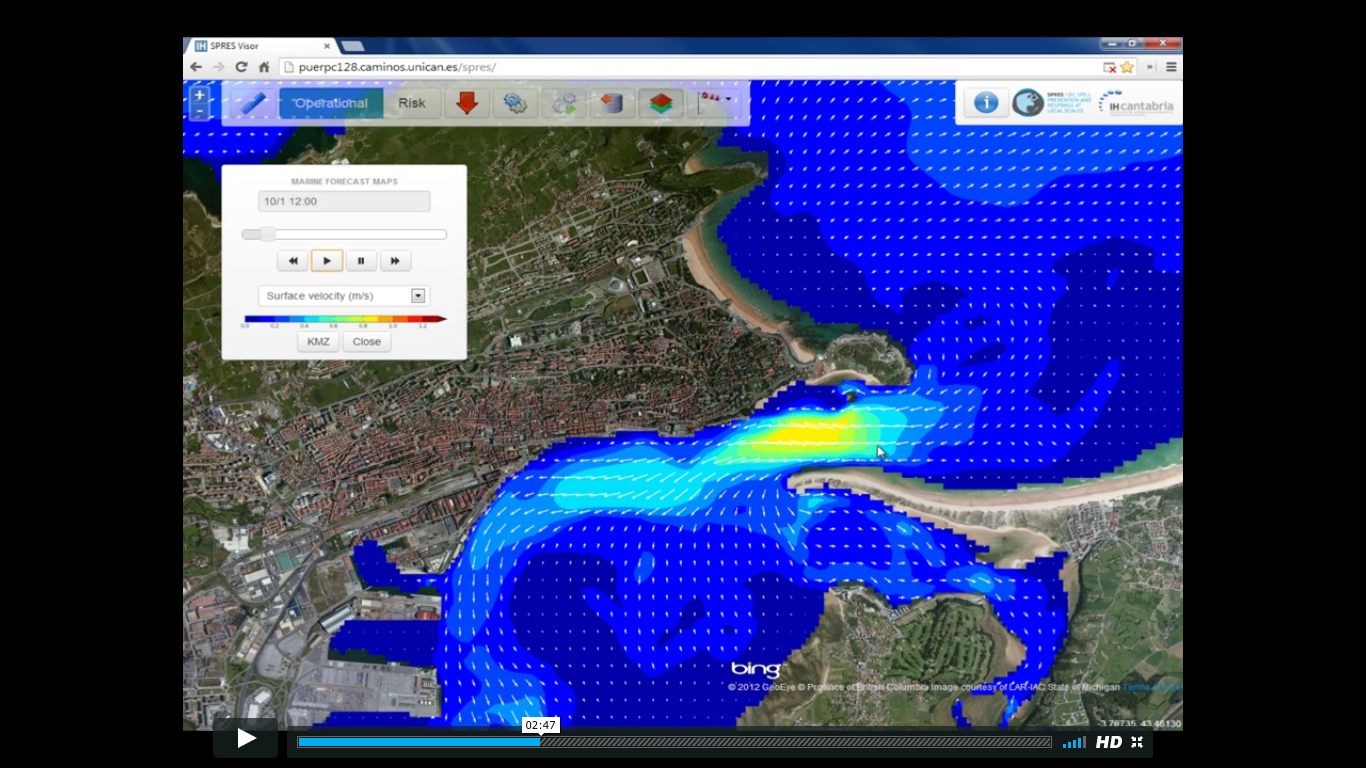 SPRES Visor
puerpc128.caminos.unican.es/spres/
Operational
Risk
SPRES / OIL SPILL
PREVENTION AND
RESPONSE AT
LOCAL SCALES
IHcantabria
MARINE FORECAST MAPS
10/1 12:00
Surface velocity (m/s)
0.0 0.2 0.4 0.6 0.8 1.0 1.2
KMZ Close
bing
© 2012 GeoEye © Province of British Columbia Image courtesy of LAR-IAC State of Michigan
-3.76735, 43.46130
02:47
HD